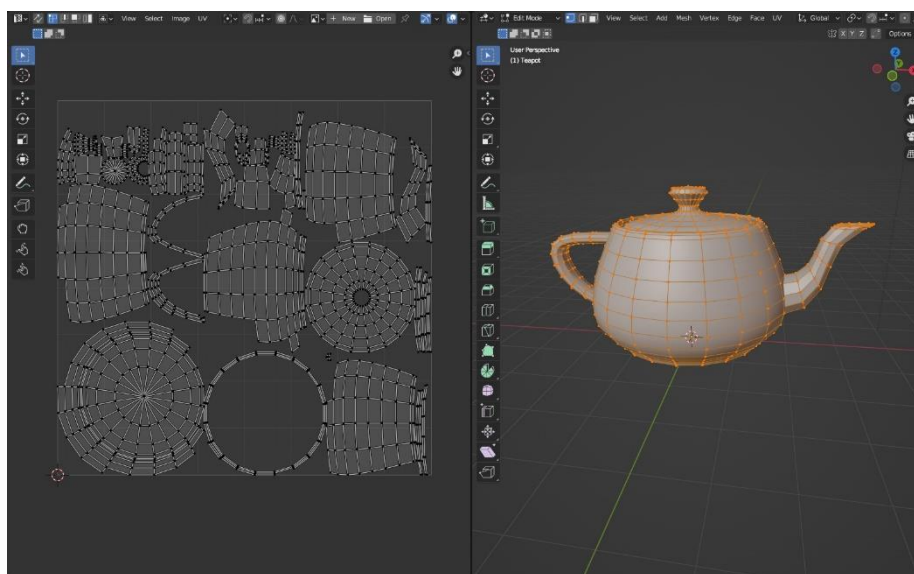 View Select Image UV
New Open
Edit Mode View Select Add Mesh Vertex Edge Face UV Global
X Y Z Options
User Perspective
(1) Teapot